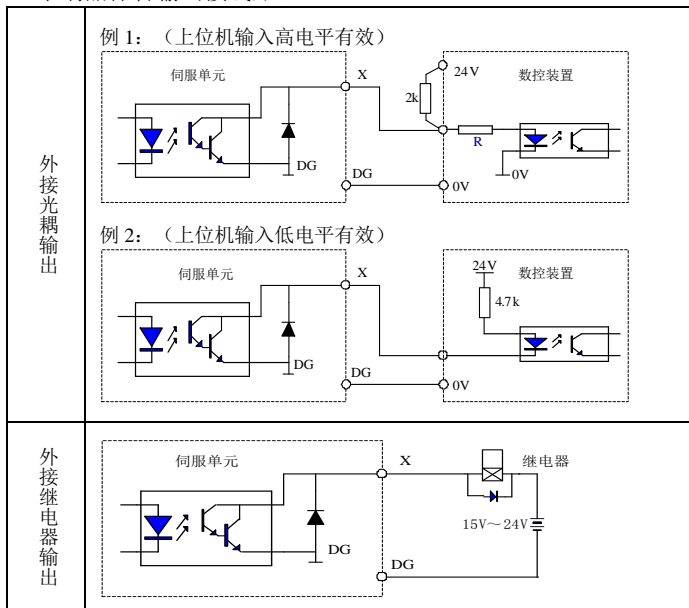 外接光耦输出
例 1：（上位机输入高电平有效）
伺服单元
X
24V
数控装置
2k
R
DG
DG
0V
0V
例 2：（上位机输入低电平有效）
伺服单元
X
24V
数控装置
4.7k
DG
DG
0V
外接继电器输出
伺服单元
X
继电器
15V～24V
DG
DG